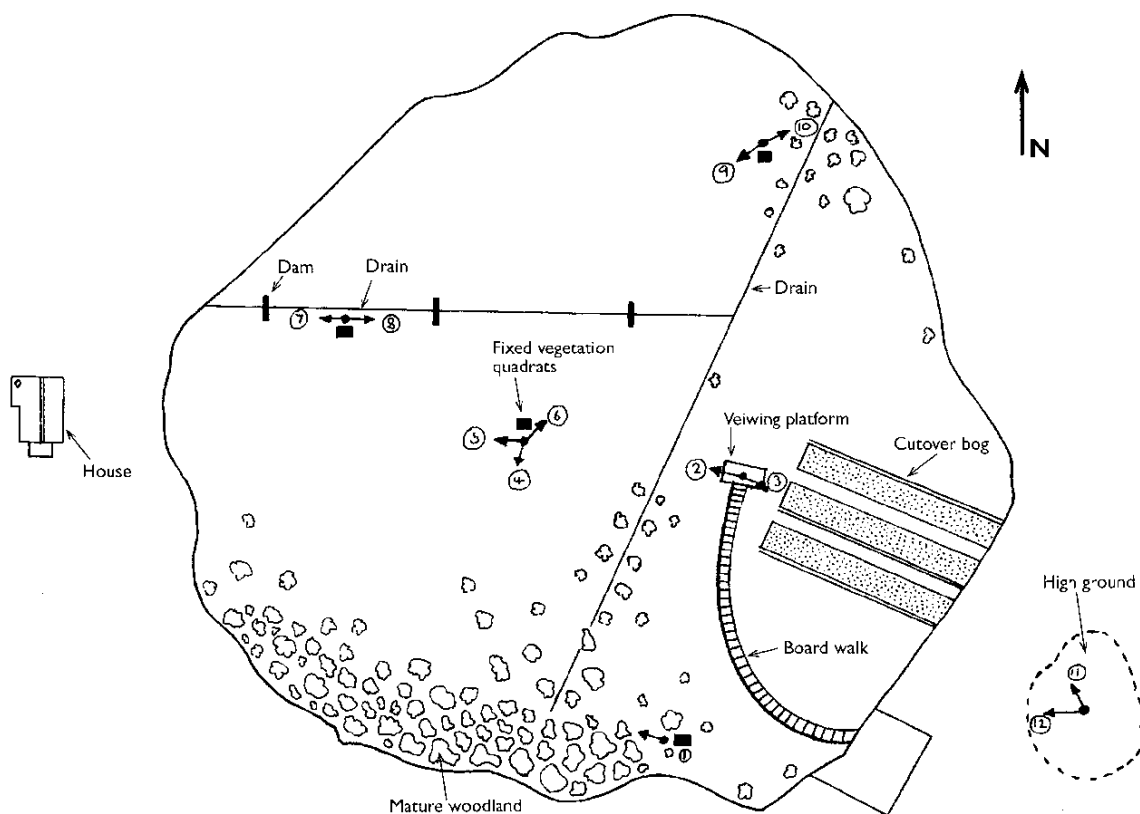 10
N
9
Dam
Drain
Drain
7
8
Fixed vegetation
quadrats
6
5
4
Veiwing platform
Cutover bog
2
3
House
High ground
Board walk
11
12
1
Mature woodland